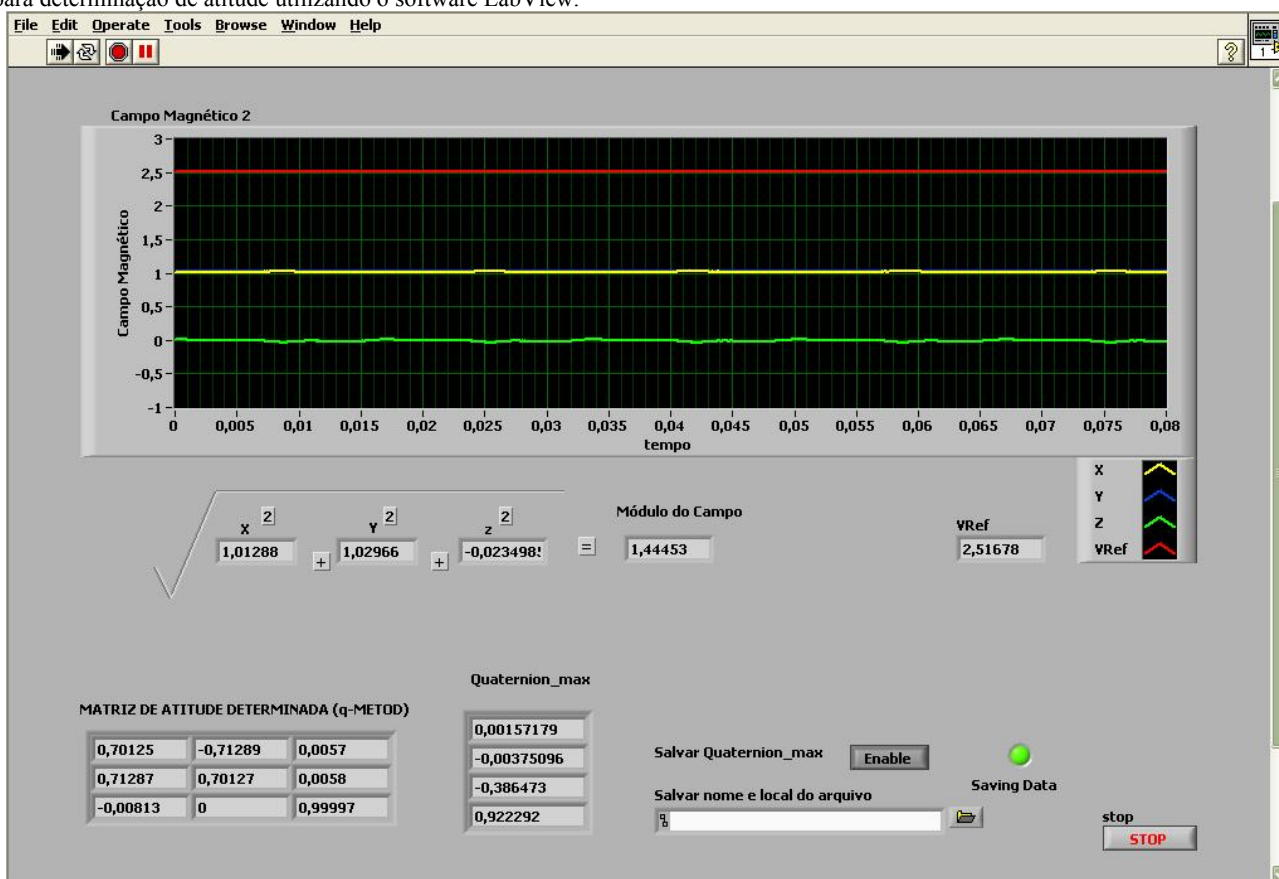 para determinação de atitude utilizando o software LabView.
File Edit Operate Tools Browse Window Help
1
Campo Magnético 2
3
2,5
2
1,5
1
0,5
0
-0,5
-1
Campo Magnético
0 0,005 0,01 0,015 0,02 0,025 0,03 0,035 0,04 0,045 0,05 0,055 0,06 0,065 0,07 0,075 0,08
tempo
X
Y
Z
VRef
X 2 Y 2 z 2 Módulo do Campo VRef
1,01288 + 1,02966 + -0,023498 = 1,44453 2,51678
Quaternion_max
MATRIZ DE ATITUDE DETERMINADA (q-METOD)
0,70125 -0,71289 0,0057
0,71287 0,70127 0,0058
-0,00813 0 0,99997
0,00157179
-0,00375096
-0,386473
0,922292
Salvar Quaternion_max Enable
Saving Data
Salvar nome e local do arquivo
stop
STOP